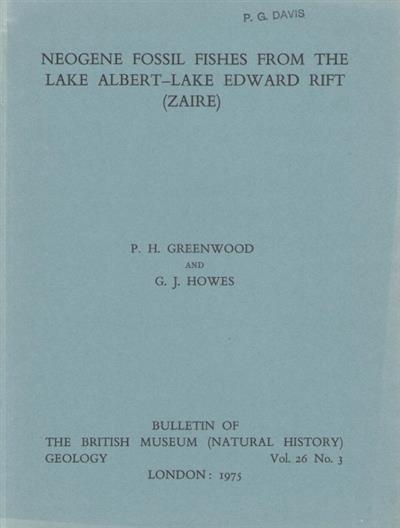 P. G. DAVIS
NEOGENE FOSSIL FISHES FROM THE
LAKE ALBERT–LAKE EDWARD RIFT
(ZAIRE)
P. H. GREENWOOD
AND
G. J. HOWES
BULLETIN OF
THE BRITISH MUSEUM (NATURAL HISTORY)
GEOLOGY Vol. 26 No. 3
LONDON: 1975